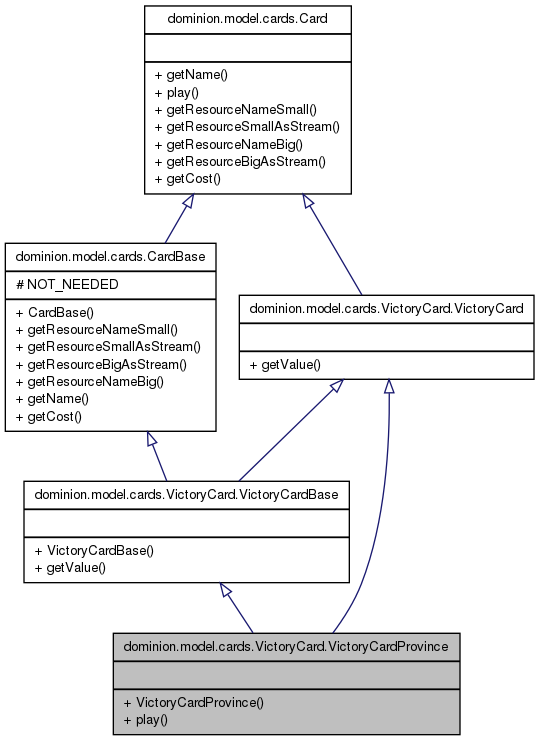 dominion.model.cards.Card
+ getName()
+ play()
+ getResourceNameSmall()
+ getResourceSmallAsStream()
+ getResourceNameBig()
+ getResourceBigAsStream()
+ getCost()
dominion.model.cards.CardBase
# NOT_NEEDED
+ CardBase()
+ getResourceNameSmall()
+ getResourceSmallAsStream()
+ getResourceBigAsStream()
+ getResourceNameBig()
+ getName()
+ getCost()
dominion.model.cards.VictoryCard.VictoryCard
+ getValue()
dominion.model.cards.VictoryCard.VictoryCardBase
+ VictoryCardBase()
+ getValue()
dominion.model.cards.VictoryCard.VictoryCardProvince
+ VictoryCardProvince()
+ play()